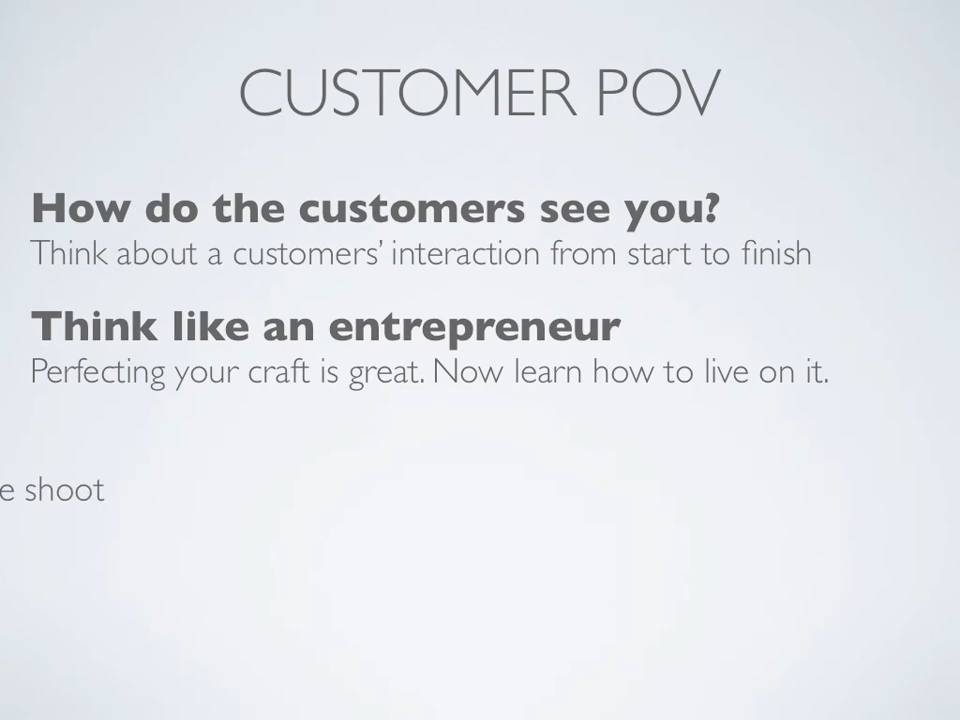 CUSTOMER POV
How do the customers see you?
Think about a customers’ interaction from start to finish
Think like an entrepreneur
Perfecting your craft is great. Now learn how to live on it.
e shoot